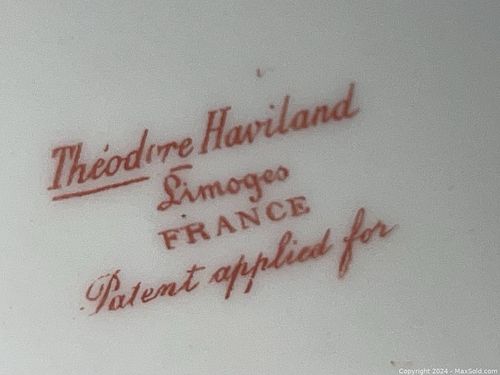 Théodore Haviland
Limoges
FRANCE
Patent applied for
Copyright 2024 - MaxSold.com